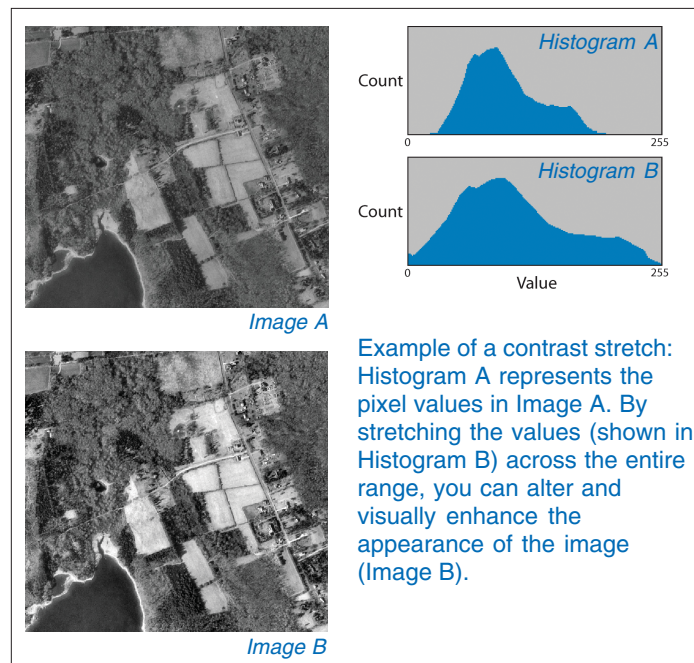 Histogram A
Count
0
255
Histogram B
Count
0
255
Value
Image A
Image B
Example of a contrast stretch:
Histogram A represents the
pixel values in Image A. By
stretching the values (shown in
Histogram B) across the entire
range, you can alter and
visually enhance the
appearance of the image
(Image B).